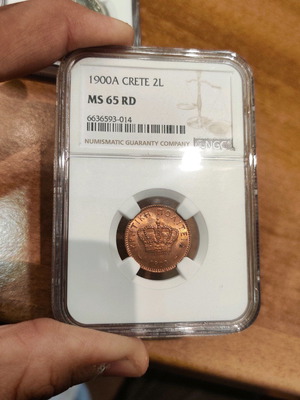 1900A CRETE 2L
MS 65 RD
6636593-014
NUMISMATIC GUARANTY COMPANY
NGC